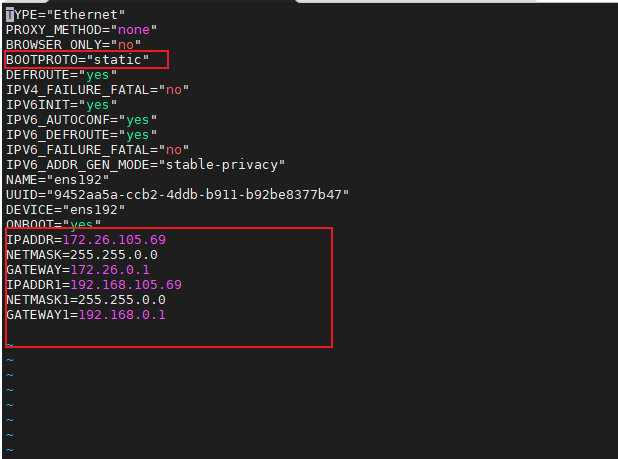 TYPE="Ethernet"
PROXY_METHOD="none"
BROWSER_ONLY="no"
BOOTPROTO="static"
DEFROUTE="yes"
IPV4_FAILURE_FATAL="no"
IPV6INIT="yes"
IPV6_AUTOCONF="yes"
IPV6_DEFROUTE="yes"
IPV6_FAILURE_FATAL="no"
IPV6_ADDR_GEN_MODE="stable-privacy"
NAME="ens192"
UUID="9452aa5a-ccb2-4ddb-b911-b92be8377b47"
DEVICE="ens192"
ONBOOT="yes"
IPADDR=172.26.105.69
NETMASK=255.255.0.0
GATEWAY=172.26.0.1
IPADDR1=192.168.105.69
NETMASK1=255.255.0.0
GATEWAY1=192.168.0.1
~
~
~
~
~
~
~
~